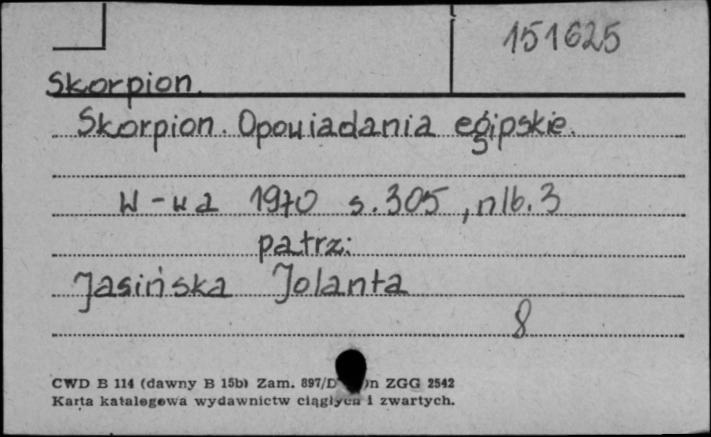 151625
Skorpion.
Skorpion. Opowiadania egipskie.
W-wa 1970 s. 305, nlb. 3
patrz:
Jasińska Jolanta
8
CWD B 114 (dawny B 15b) Zam. 897/D n ZGG 2542
Karta katalogowa wydawnictw ciągłych i zwartych.